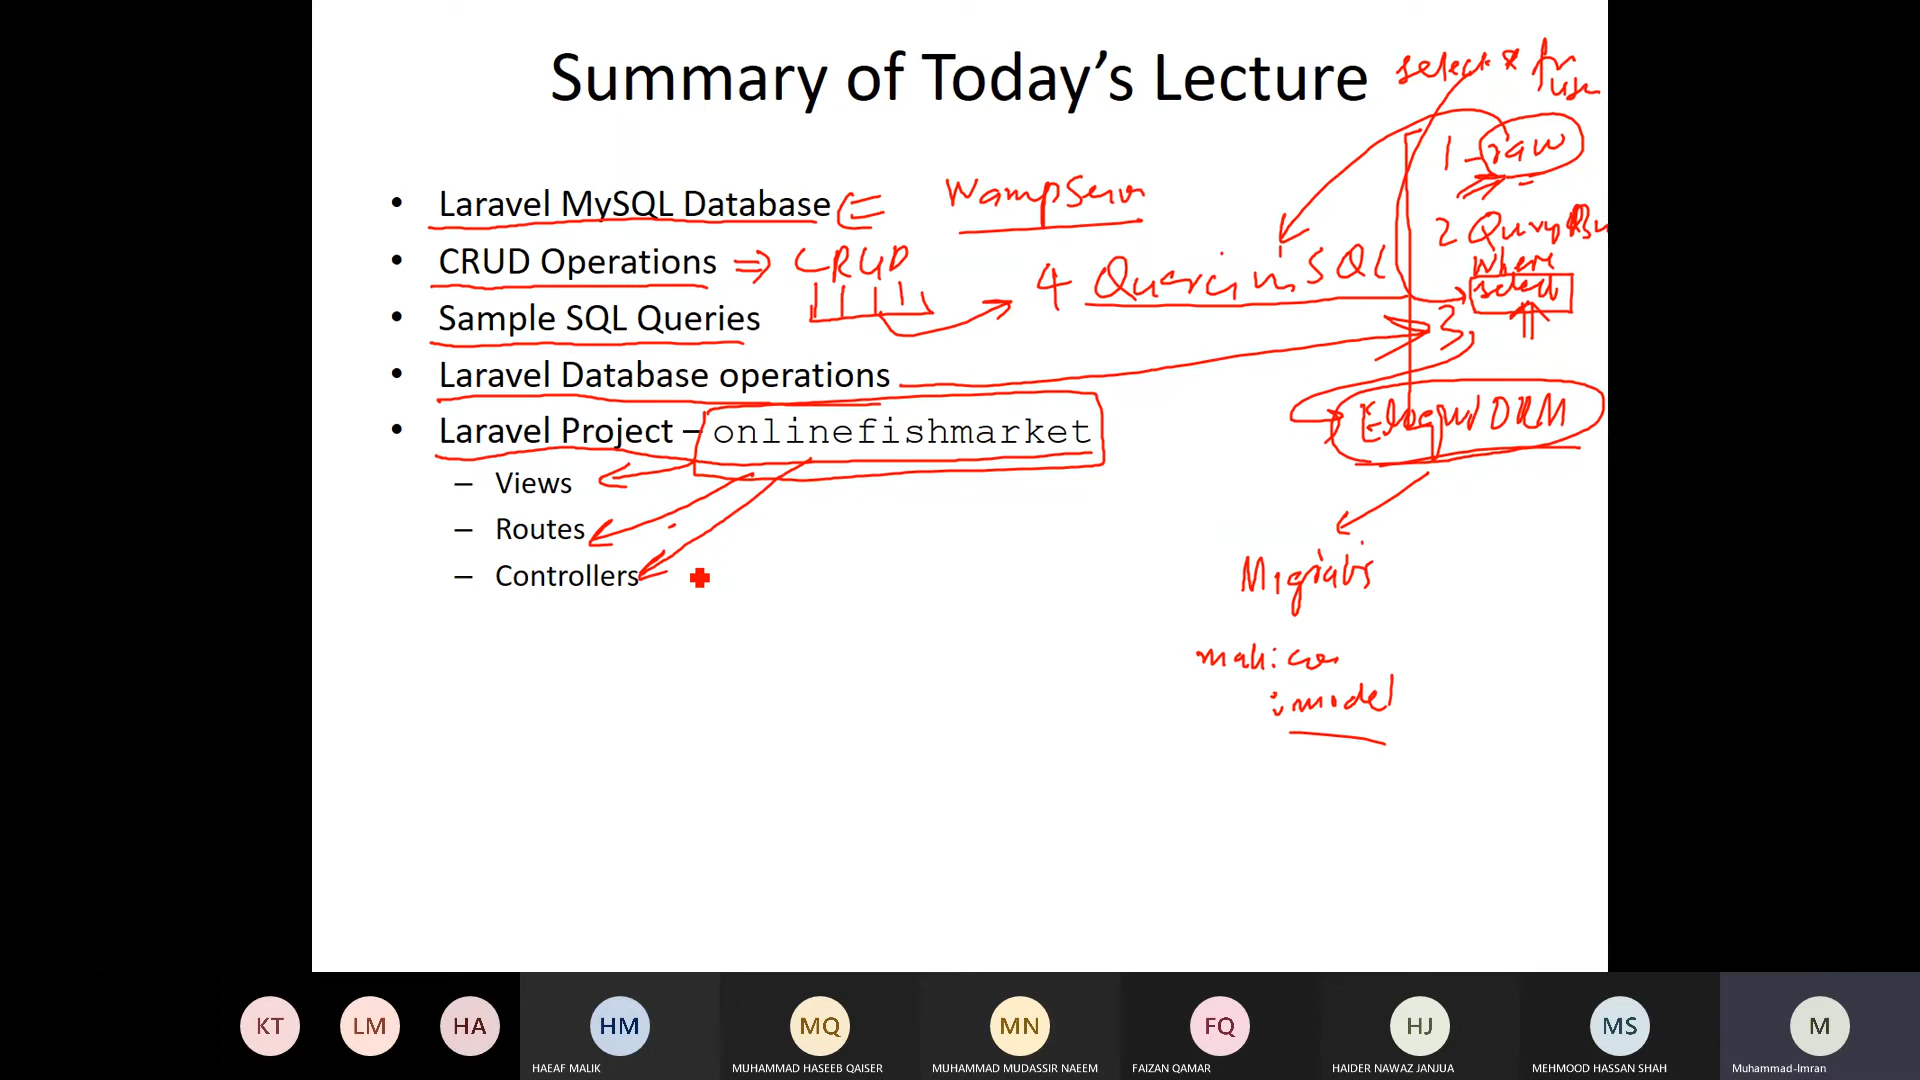 Summary of Today’s Lecture
select * fr
use
1 - raw
• Laravel MySQL Database
WampServer
2 Query Bu
• CRUD Operations ⇒ CRUD
4 Queries in SQL
where
select
• Sample SQL Queries
3,
• Laravel Database operations
• Laravel Project – onlinefishmarket
Eloquent ORM
– Views
– Routes
– Controllers
Migrations
: model
KT
LM
HA
HM
MQ
MN
FQ
HJ
MS
M
HAEAF MALIK
MUHAMMAD HASEEB QAISER
MUHAMMAD MUDASSIR NAEEM
FAIZAN QAMAR
HAIDER NAWAZ JANJUA
MEHMOOD HASSAN SHAH
Muhammad-Imran